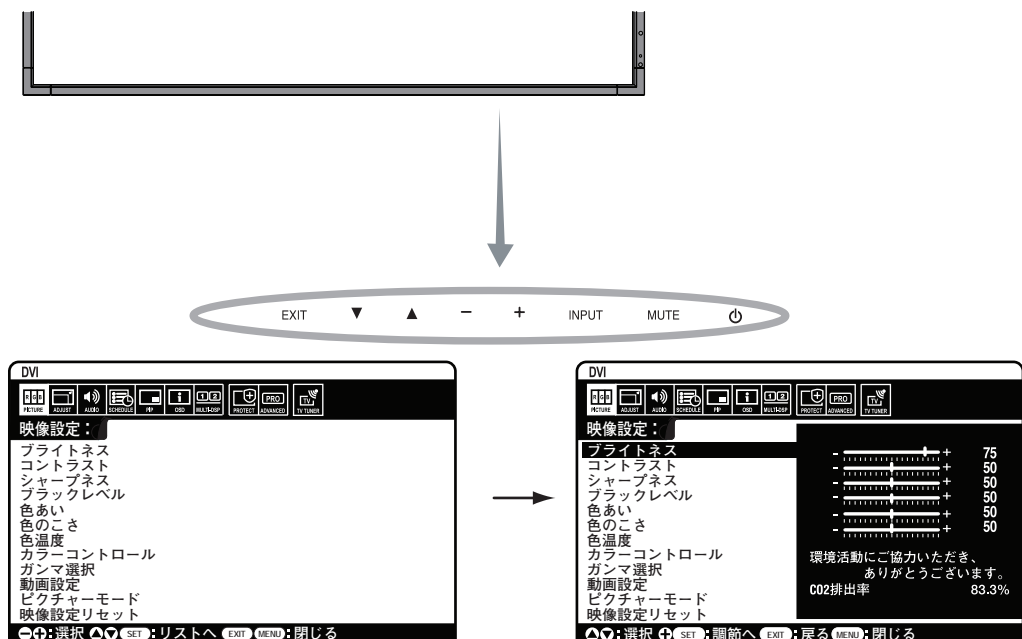 EXIT ▼ ▲ − + INPUT MUTE
DVI
RGB PRO TV
PICTURE ADJUST AUDIO SCHEDULE PIP OSD MULTI-DSP PROTECT ADVANCED TV TUNER
映像設定：
ブライトネス
コントラスト
シャープネス
ブラックレベル
色あい
色のこさ
色温度
カラーコントロール
ガンマ選択
動画設定
ピクチャーモード
映像設定リセット
−+:選択 △▽ SET :リストへ EXIT MENU :閉じる
DVI
RGB PRO TV
PICTURE ADJUST AUDIO SCHEDULE PIP OSD MULTI-DSP PROTECT ADVANCED TV TUNER
映像設定：
ブライトネス - + 75
コントラスト - + 50
シャープネス - + 50
ブラックレベル - + 50
色あい - + 50
色のこさ - + 50
色温度
カラーコントロール
ガンマ選択
動画設定
ピクチャーモード
映像設定リセット
環境活動にご協力いただき、
ありがとうございます。
CO2排出率 83.3%
△▽:選択 + SET :調節へ EXIT :戻る MENU :閉じる